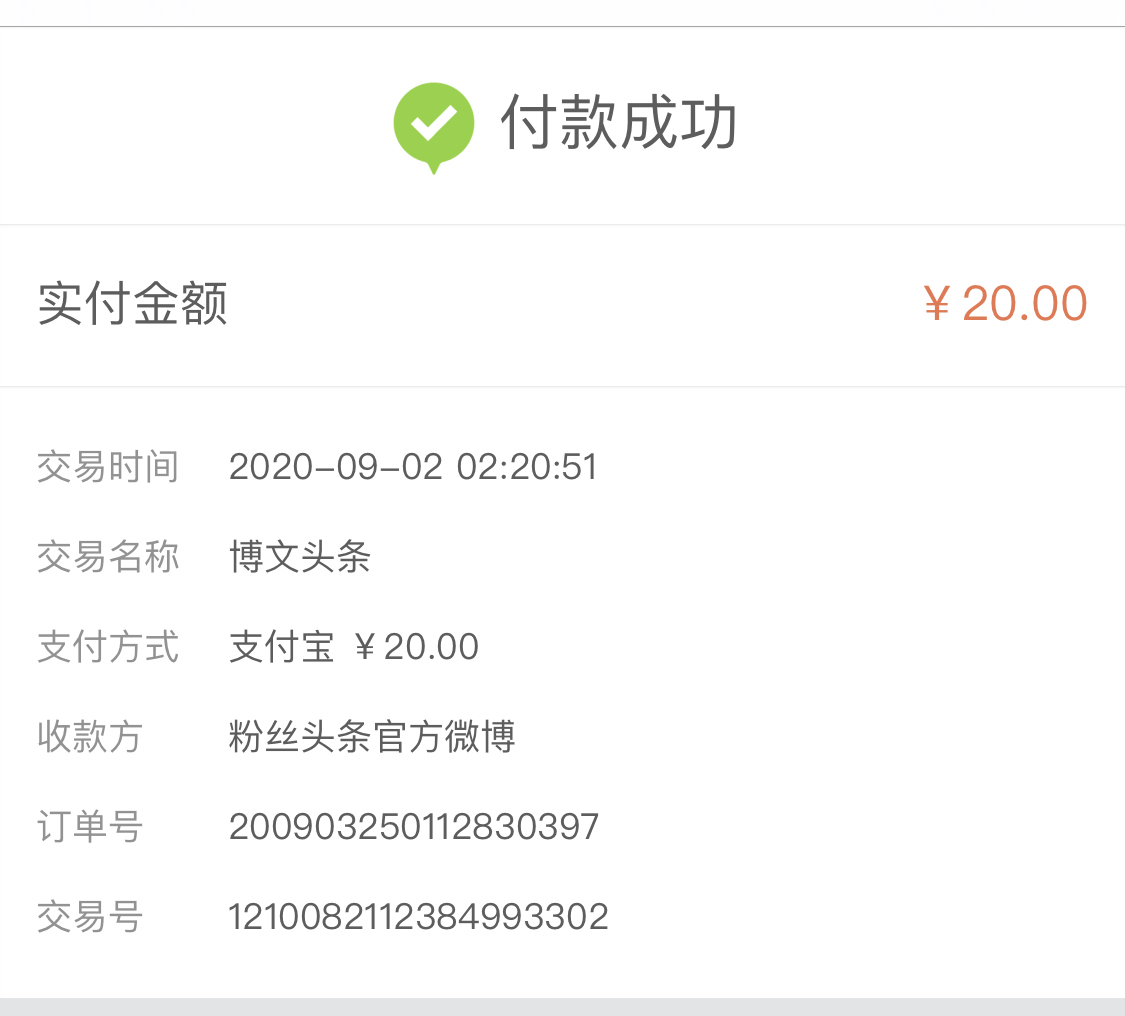 付款成功
实付金额 ¥ 20.00
交易时间 2020-09-02 02:20:51
交易名称 博文头条
支付方式 支付宝 ¥ 20.00
收款方 粉丝头条官方微博
订单号 200903250112830397
交易号 1210082112384993302